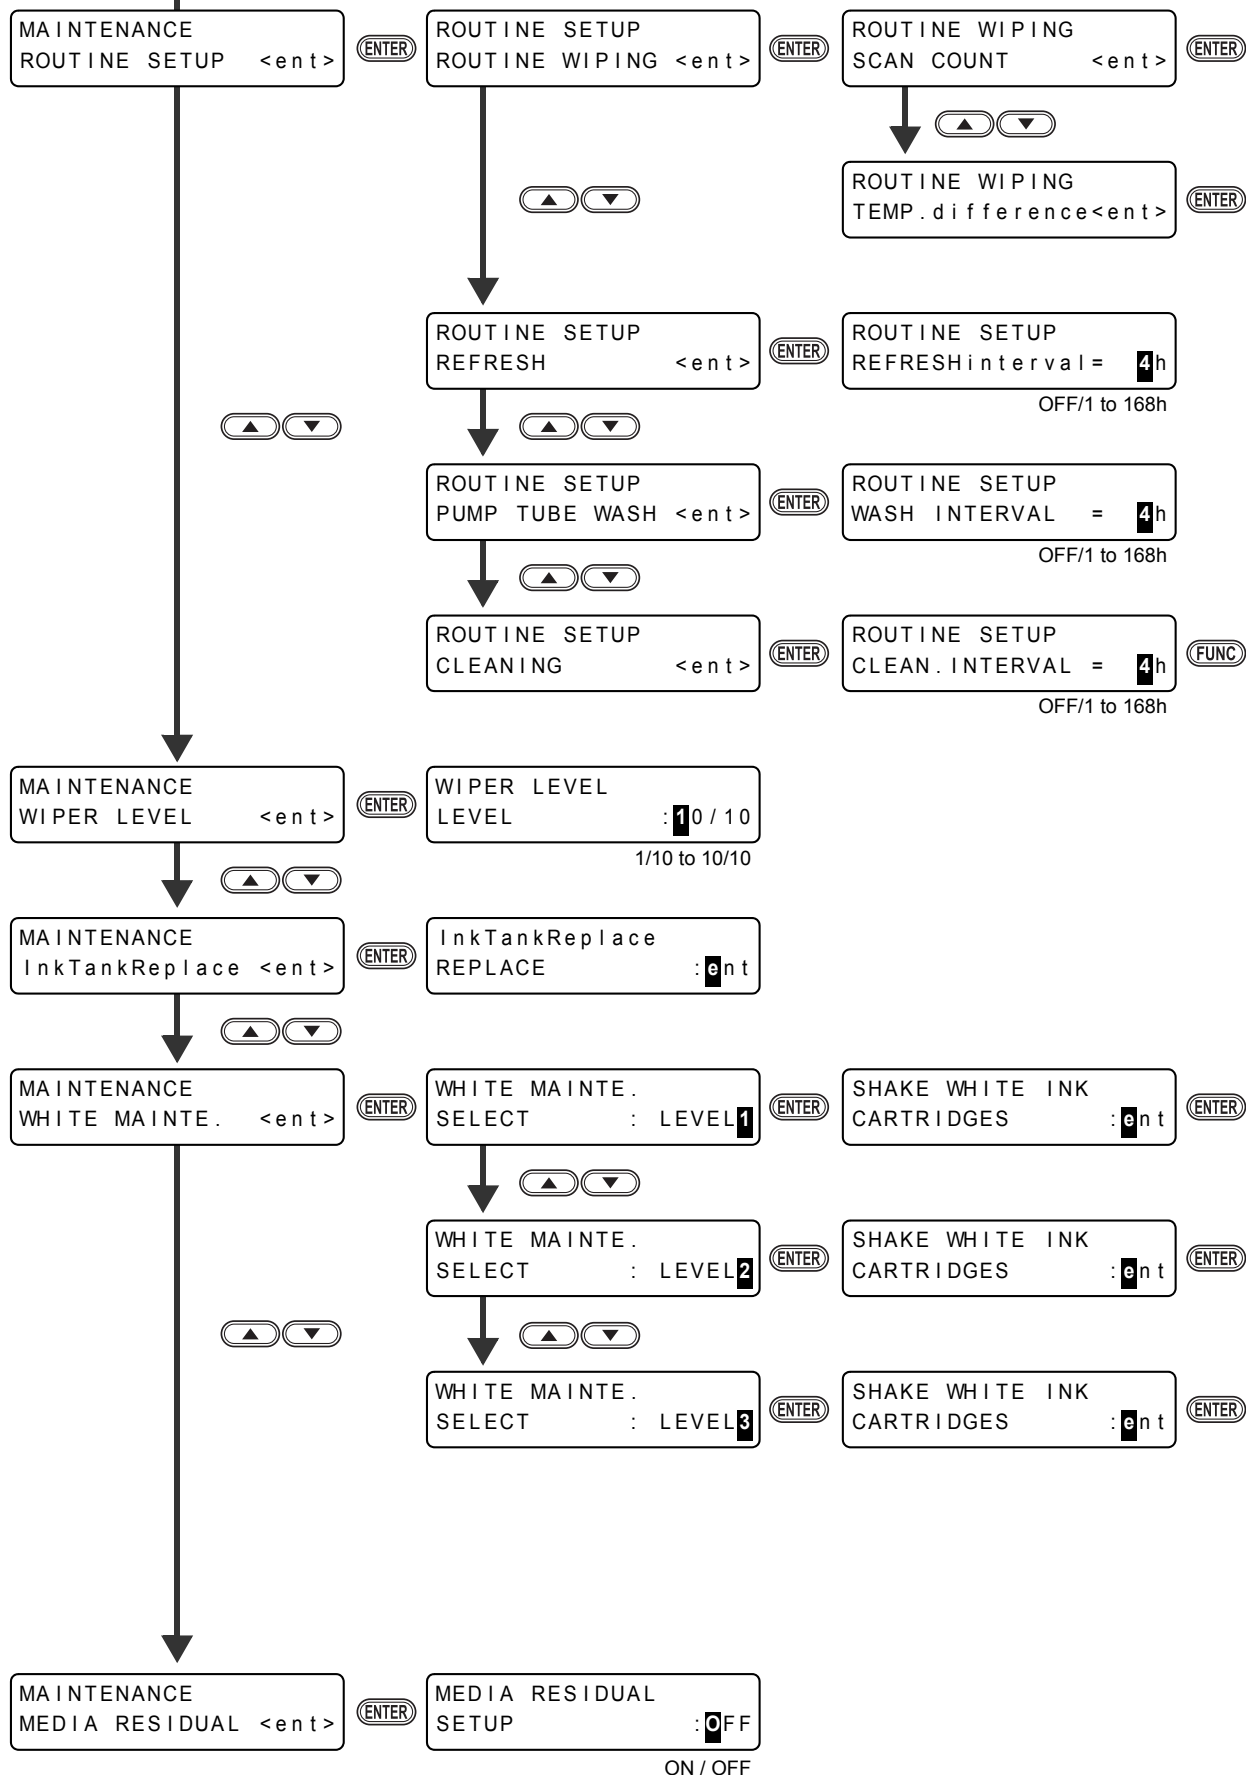 MAINTENANCE
ROUTINE SETUP <ent>
ENTER
ROUTINE SETUP
ROUTINE WIPING <ent>
ENTER
ROUTINE WIPING
SCAN COUNT <ent>
ENTER
ROUTINE WIPING
TEMP.difference<ent>
ENTER
ROUTINE SETUP
REFRESH <ent>
ENTER
ROUTINE SETUP
REFRESHinterval= 4h
OFF/1 to 168h
ROUTINE SETUP
PUMP TUBE WASH <ent>
ENTER
ROUTINE SETUP
WASH INTERVAL = 4h
OFF/1 to 168h
ROUTINE SETUP
CLEANING <ent>
ENTER
ROUTINE SETUP
CLEAN.INTERVAL = 4h
FUNC
OFF/1 to 168h
MAINTENANCE
WIPER LEVEL <ent>
ENTER
WIPER LEVEL
LEVEL :10/10
1/10 to 10/10
MAINTENANCE
InkTankReplace <ent>
ENTER
InkTankReplace
REPLACE :ent
MAINTENANCE
WHITE MAINTE. <ent>
ENTER
WHITE MAINTE.
SELECT : LEVEL1
ENTER
SHAKE WHITE INK
CARTRIDGES :ent
ENTER
WHITE MAINTE.
SELECT : LEVEL2
ENTER
SHAKE WHITE INK
CARTRIDGES :ent
ENTER
WHITE MAINTE.
SELECT : LEVEL3
ENTER
SHAKE WHITE INK
CARTRIDGES :ent
ENTER
MAINTENANCE
MEDIA RESIDUAL <ent>
ENTER
MEDIA RESIDUAL
SETUP :OFF
ON / OFF